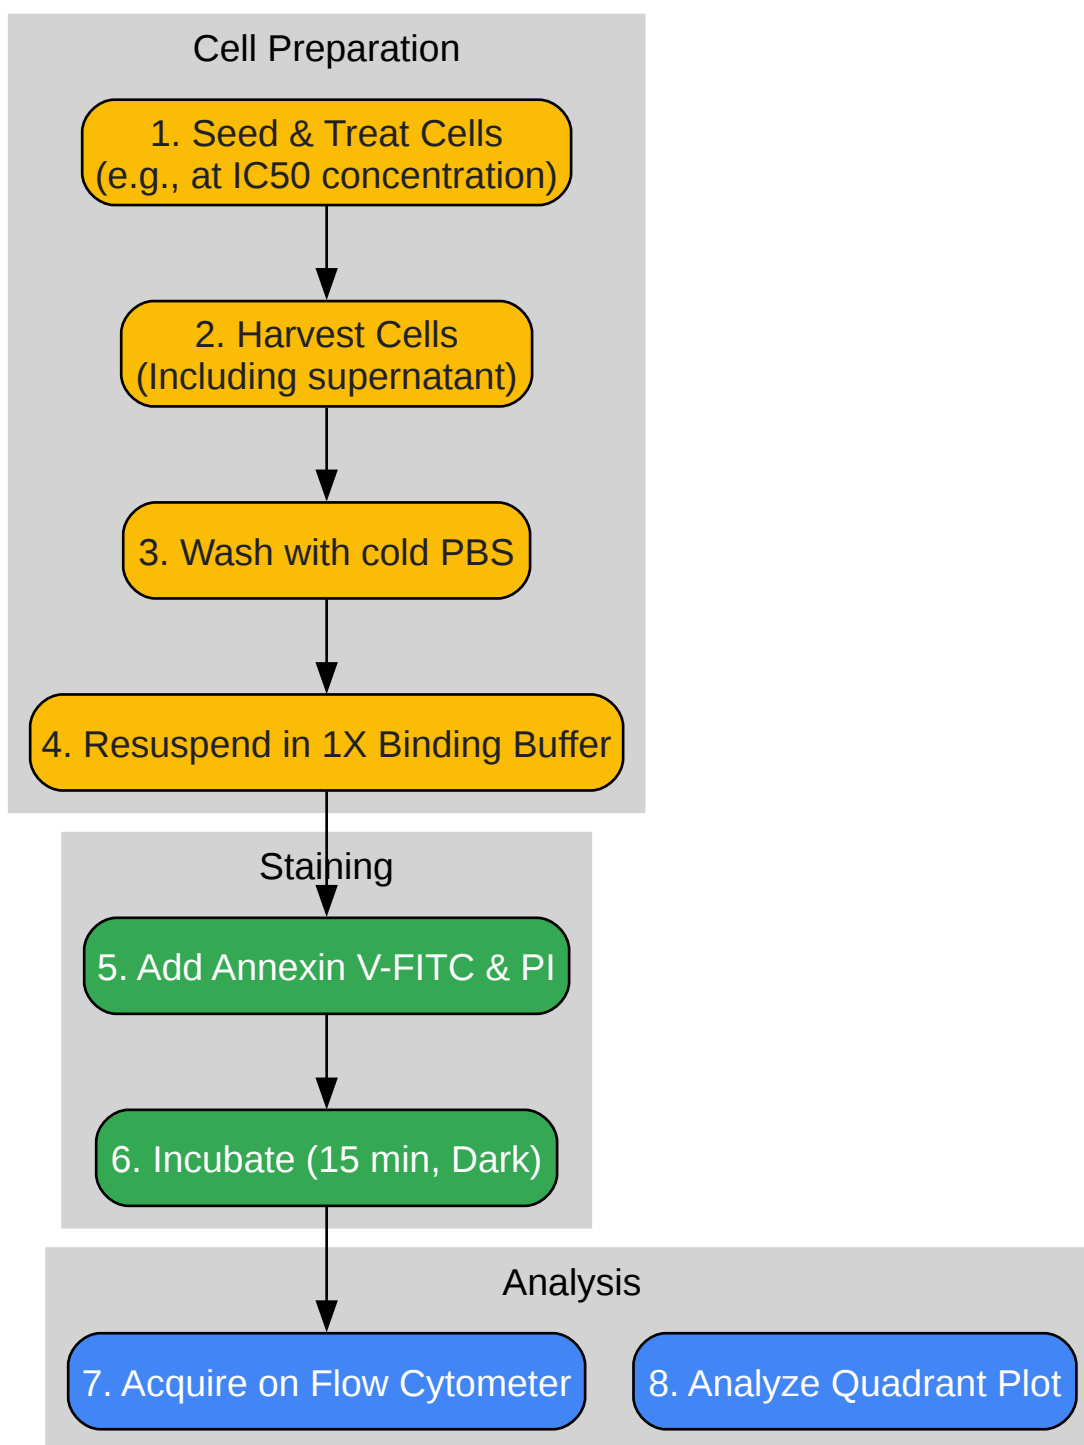 Cell Preparation
1. Seed & Treat Cells
(e.g., at IC50 concentration)
2. Harvest Cells
(Including supernatant)
3. Wash with cold PBS
4. Resuspend in 1X Binding Buffer
Staining
5. Add Annexin V-FITC & PI
6. Incubate (15 min, Dark)
Analysis
7. Acquire on Flow Cytometer
8. Analyze Quadrant Plot